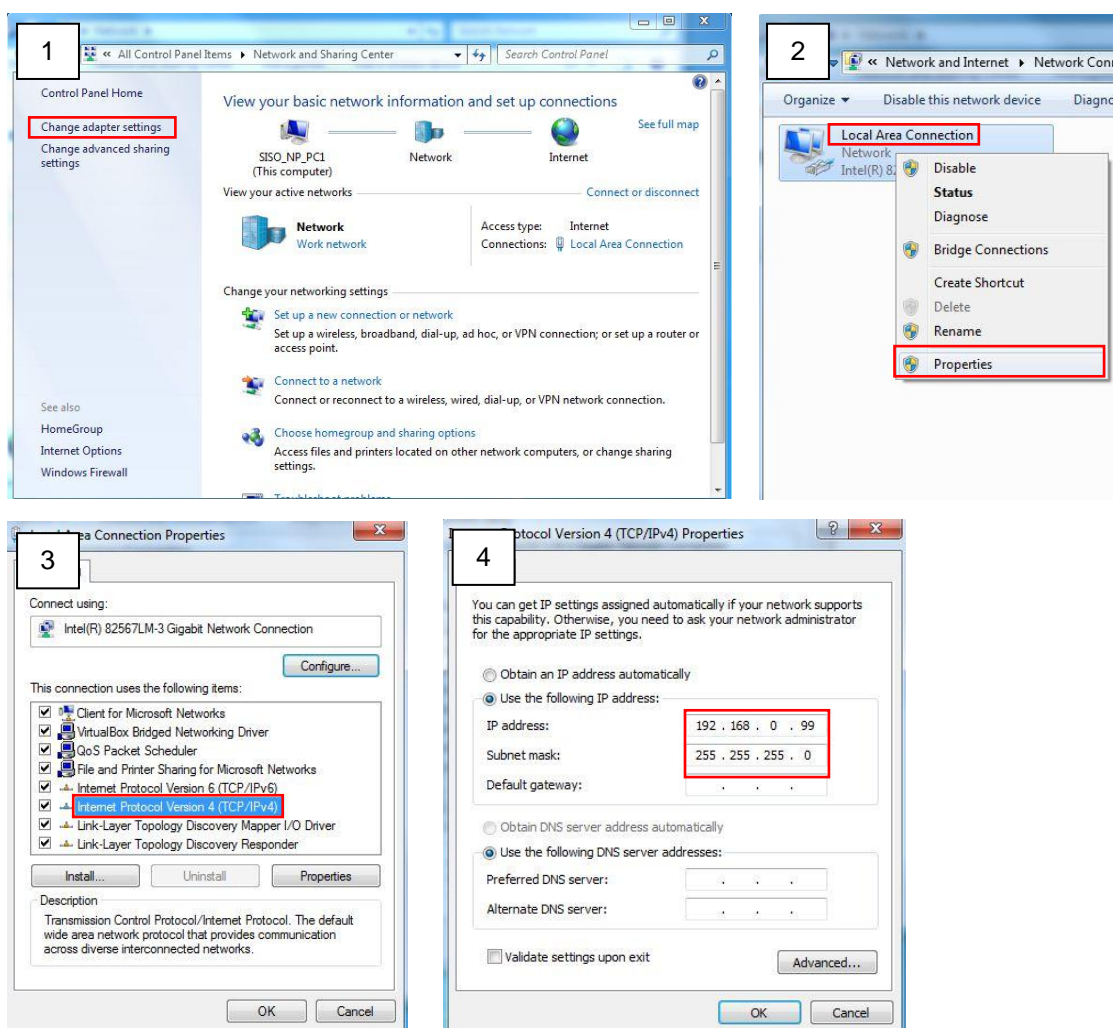 1
« All Control Panel Items ▸ Network and Sharing Center
Search Control Panel
Control Panel Home
Change adapter settings
Change advanced sharing
settings
See also
HomeGroup
Internet Options
Windows Firewall
View your basic network information and set up connections
See full map
SISO_NP_PC1
(This computer)
Network
Internet
View your active networks
Connect or disconnect
Network
Work network
Access type: Internet
Connections: Local Area Connection
Change your networking settings
Set up a new connection or network
Set up a wireless, broadband, dial-up, ad hoc, or VPN connection; or set up a router or
access point.
Connect to a network
Connect or reconnect to a wireless, wired, dial-up, or VPN network connection.
Choose homegroup and sharing options
Access files and printers located on other network computers, or change sharing
settings.
Troubleshoot problems
2
« Network and Internet ▸ Network Con
Organize Disable this network device Diagno
Local Area Connection
Network
Intel(R) 82
Disable
Status
Diagnose
Bridge Connections
Create Shortcut
Delete
Rename
Properties
3
Area Connection Properties
Connect using:
Intel(R) 82567LM-3 Gigabit Network Connection
Configure...
This connection uses the following items:
Client for Microsoft Networks
VirtualBox Bridged Networking Driver
QoS Packet Scheduler
File and Printer Sharing for Microsoft Networks
Internet Protocol Version 6 (TCP/IPv6)
Internet Protocol Version 4 (TCP/IPv4)
Link-Layer Topology Discovery Mapper I/O Driver
Link-Layer Topology Discovery Responder
Install... Uninstall Properties
Description
Transmission Control Protocol/Internet Protocol. The default
wide area network protocol that provides communication
across diverse interconnected networks.
OK Cancel
4
otocol Version 4 (TCP/IPv4) Properties
You can get IP settings assigned automatically if your network supports
this capability. Otherwise, you need to ask your network administrator
for the appropriate IP settings.
Obtain an IP address automatically
Use the following IP address:
IP address: 192 . 168 . 0 . 99
Subnet mask: 255 . 255 . 255 . 0
Default gateway: . . .
Obtain DNS server address automatically
Use the following DNS server addresses:
Preferred DNS server: . . .
Alternate DNS server: . . .
Validate settings upon exit
Advanced...
OK Cancel